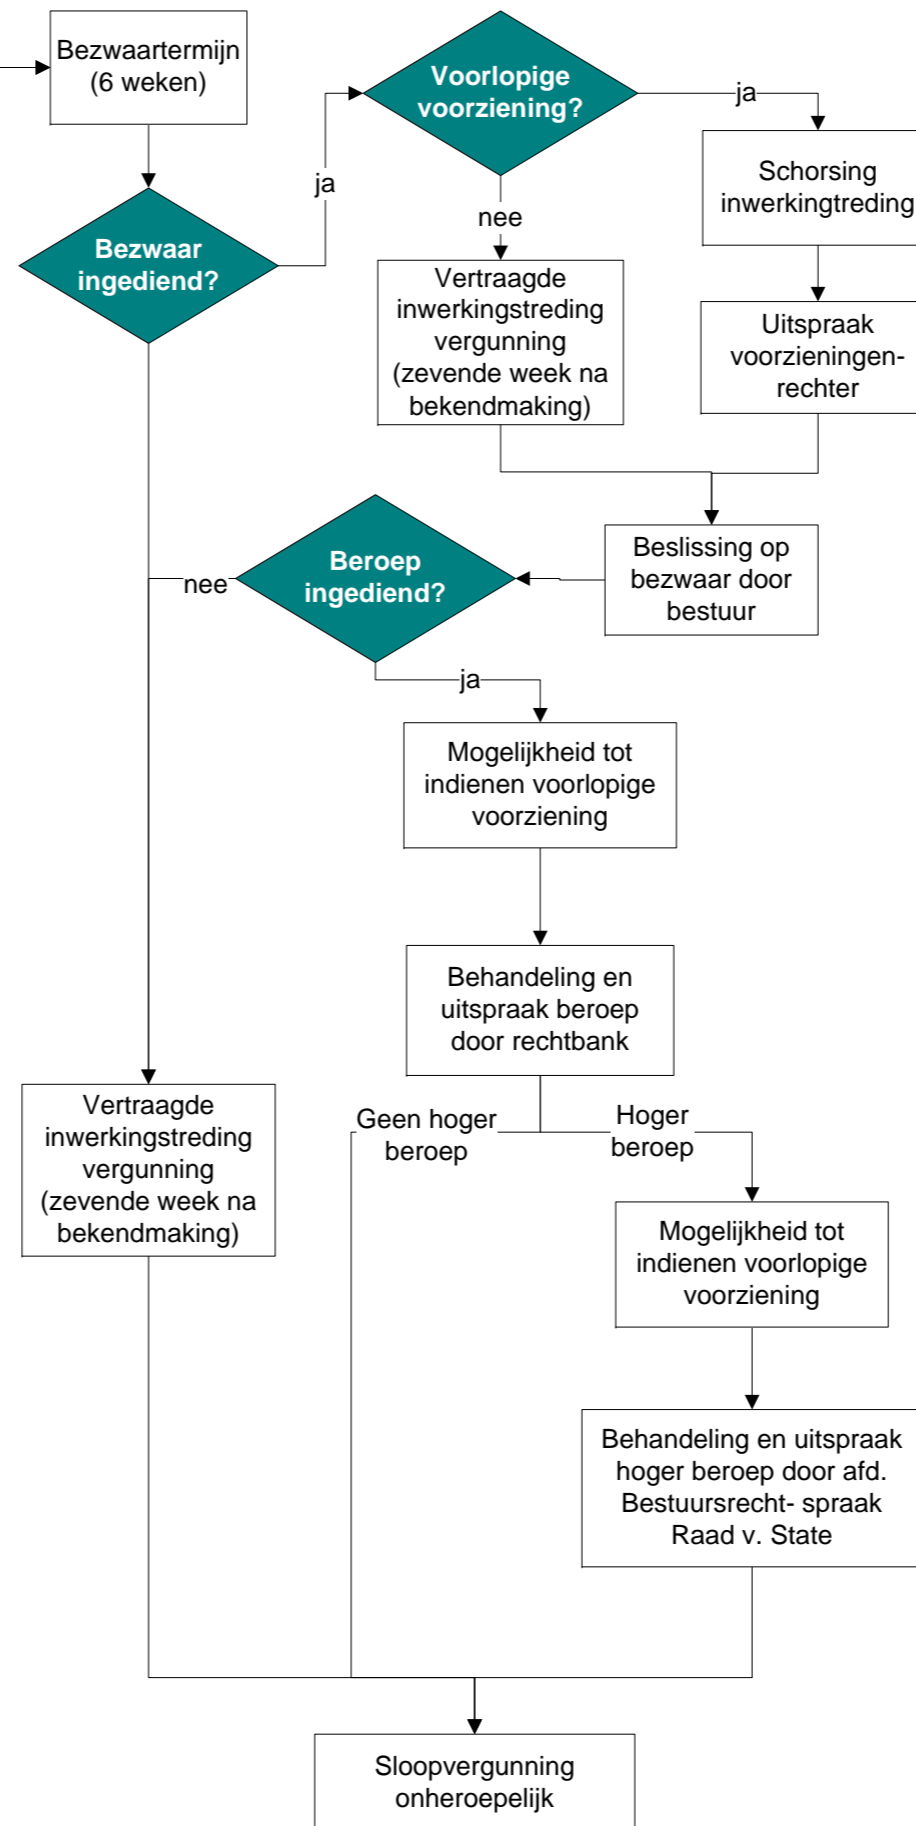 Bezwaartermijn
(6 weken)
Voorlopige
voorziening?
ja
Schorsing
inwerkingtreding
ja
nee
Bezwaar
ingediend?
Vertraagde
inwerkingstreding
vergunning
(zevende week na
bekendmaking)
Uitspraak
voorzieningen-
rechter
Beroep
ingediend?
nee
Beslissing op
bezwaar door
bestuur
ja
Mogelijkheid tot
indienen voorlopige
voorziening
Behandeling en
uitspraak beroep
door rechtbank
Vertraagde
inwerkingstreding
vergunning
(zevende week na
bekendmaking)
Geen hoger
beroep
Hoger
beroep
Mogelijkheid tot
indienen voorlopige
voorziening
Behandeling en uitspraak
hoger beroep door afd.
Bestuursrecht- spraak
Raad v. State
Sloopvergunning
onheroepelijk